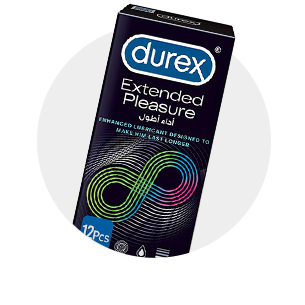 durex
Extended
Pleasure
أداء أطول
ENHANCED LUBRICANT DESIGNED TO
MAKE HIM LAST LONGER
12PCS